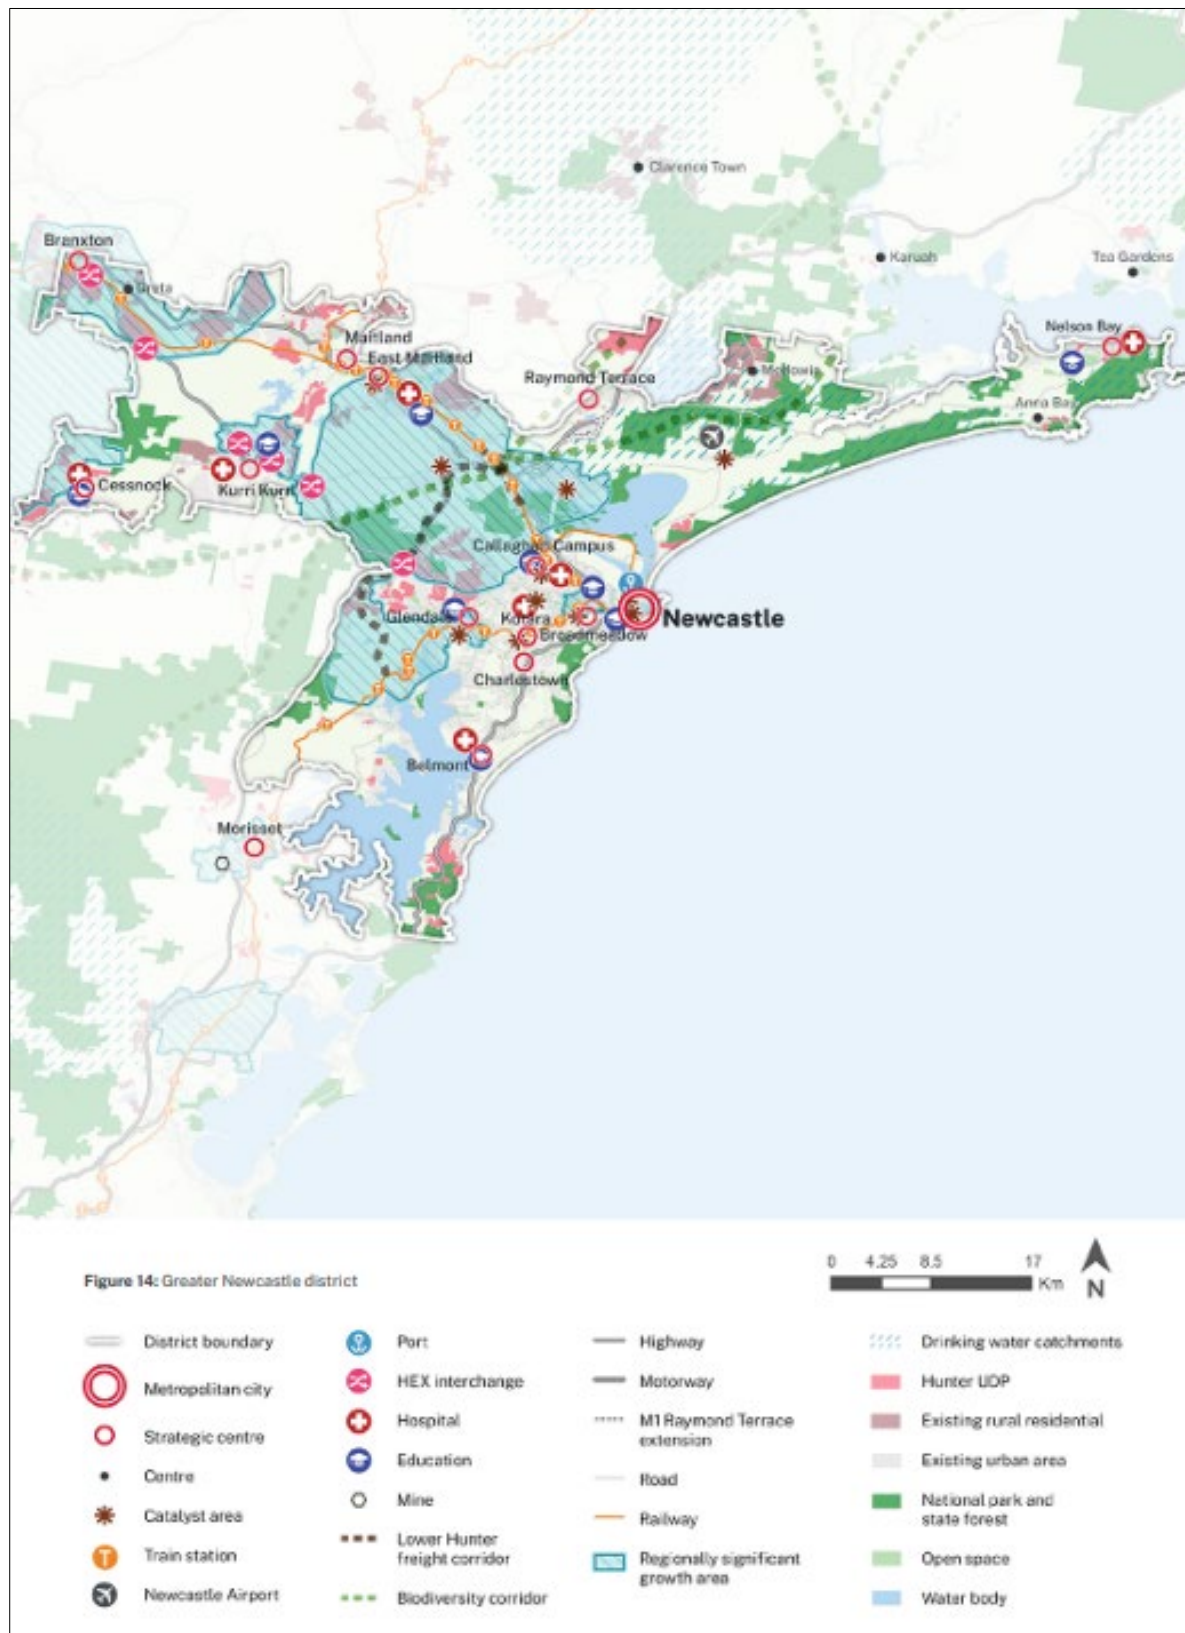 Clarence Town
Branxton
Karuah
Tea Gardens
Greta
Nelson Bay
Maitland
East Maitland
Raymond Terrace
Anna Bay
Cessnock
Kurri Kurri
Callaghan Campus
Glendale
Kotara
Newcastle
Broadmeadow
Charlestown
Belmont
Morisset
0 4.25 8.5 17
Km
N
Figure 14: Greater Newcastle district
District boundary
Metropolitan city
Strategic centre
Centre
Catalyst area
Train station
Newcastle Airport
Port
HEX interchange
Hospital
Education
Mine
Lower Hunter
freight corridor
Biodiversity corridor
Highway
Motorway
M1 Raymond Terrace
extension
Road
Railway
Regionally significant
growth area
Drinking water catchments
Hunter UDP
Existing rural residential
Existing urban area
National park and
state forest
Open space
Water body